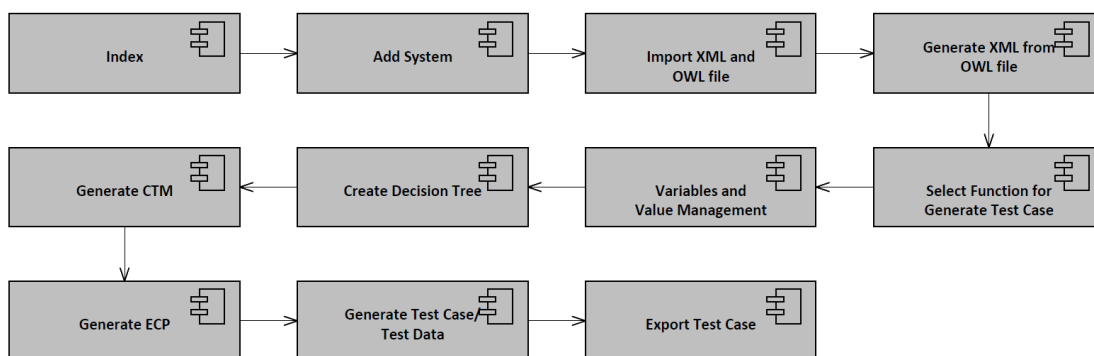 Index
Add System
Import XML and
OWL file
Generate XML from
OWL file
Select Function for
Generate Test Case
Variables and
Value Management
Create Decision Tree
Generate CTM
Generate ECP
Generate Test Case/
Test Data
Export Test Case